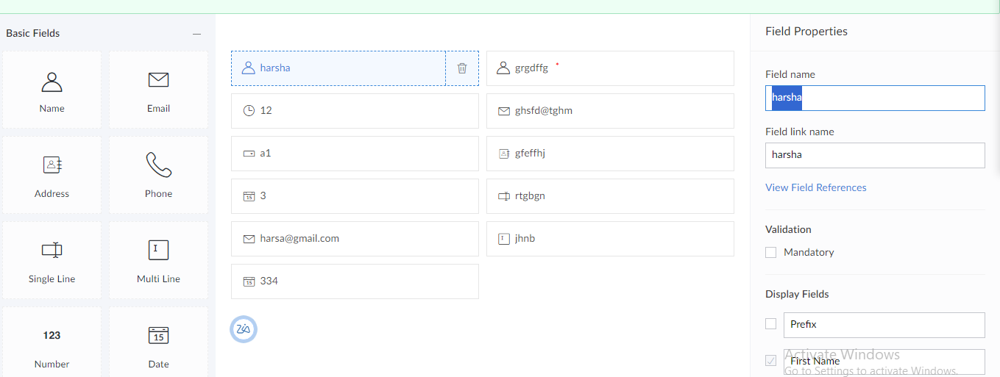 Basic Fields
Name
Email
Address
Phone
Single Line
Multi Line
123
Number
15
Date
harsha
grgdffg *
12
ghsfd@tghm
a1
gfeffhj
15 3
rtgbgn
harsa@gmail.com
jhnb
15 334
Zia
Field Properties
Field name
harsha
Field link name
harsha
View Field References
Validation
Mandatory
Display Fields
Prefix
First Name
Activate Windows
Go to Settings to activate Windows.